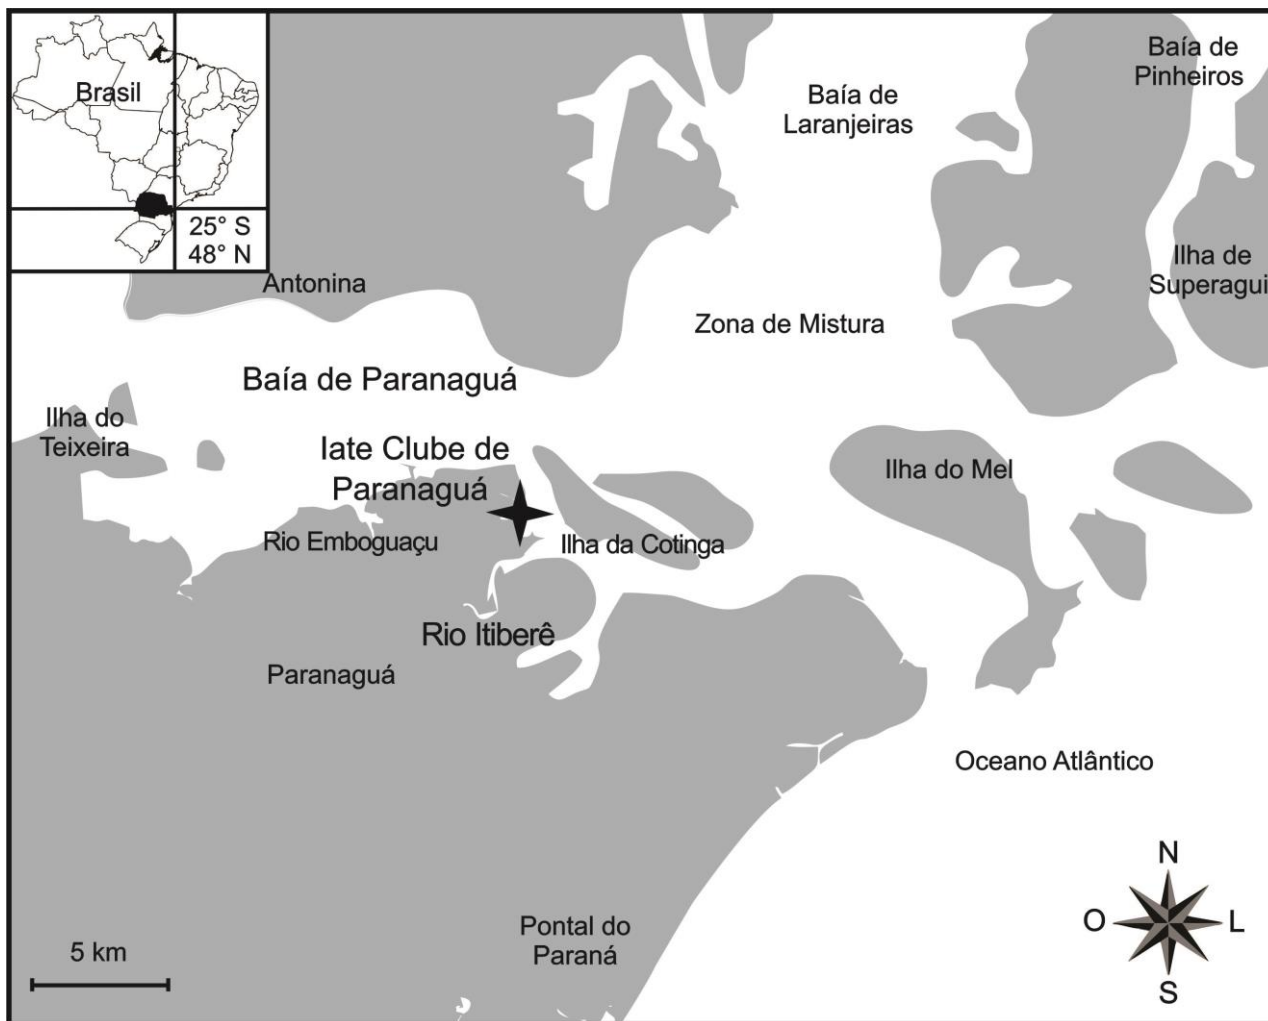 Brasil
25° S
48° N
Baía de
Pinheiros
Baía de
Laranjeiras
Ilha de
Superagui
Antonina
Zona de Mistura
Baía de Paranaguá
Ilha do
Teixeira
Iate Clube de
Paranaguá
Ilha do Mel
Rio Emboguaçu
Ilha da Cotinga
Rio Itiberê
Paranaguá
Oceano Atlântico
Pontal do
Paraná
5 km
N
O
L
S